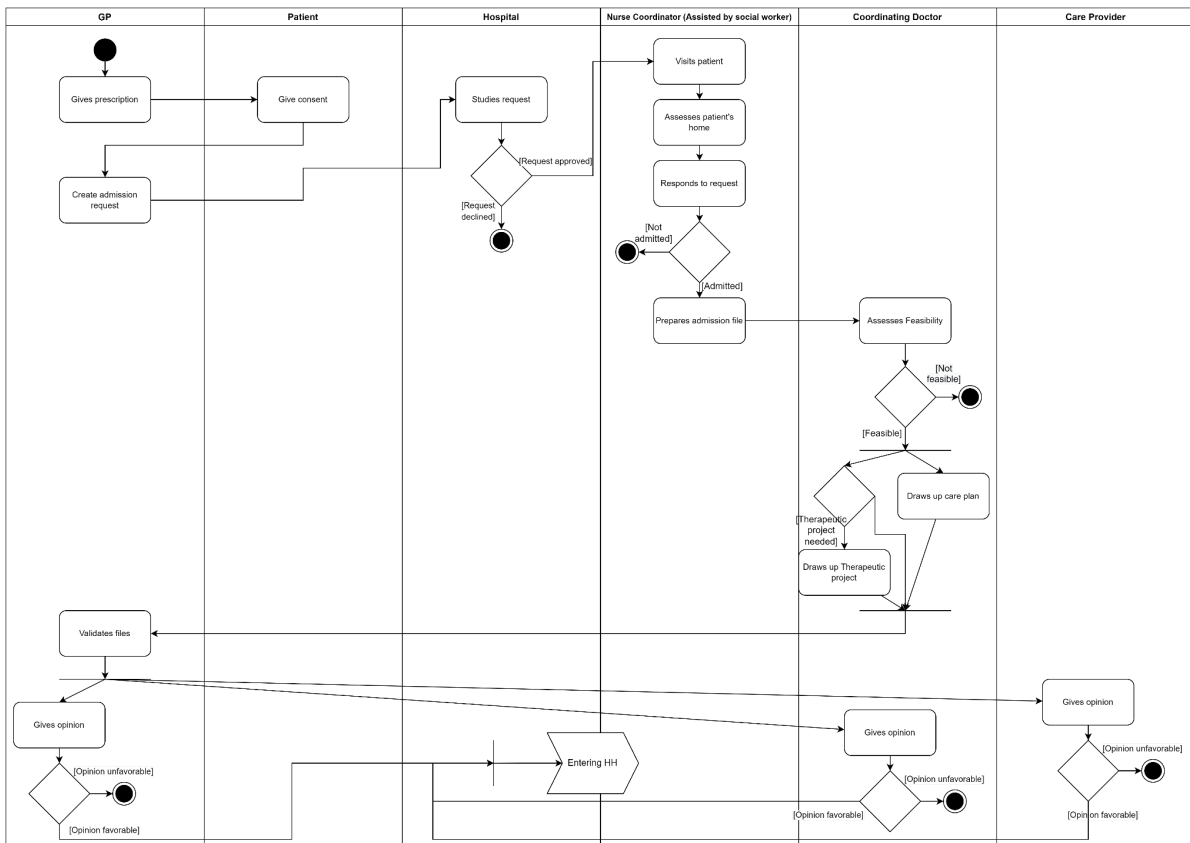 GP
Patient
Hospital
Nurse Coordinator (Assisted by social worker)
Coordinating Doctor
Care Provider
Gives prescription
Give consent
Studies request
Visits patient
Assesses patient's
home
[Request approved]
Create admission
request
Responds to request
[Request
declined]
[Not
admitted]
[Admitted]
Prepares admission file
Assesses Feasibility
[Not
feasible]
[Feasible]
Draws up care plan
[Therapeutic
project
needed]
Draws up Therapeutic
project
Validates files
Gives opinion
Gives opinion
Gives opinion
Entering HH
[Opinion unfavorable]
[Opinion unfavorable]
[Opinion unfavorable]
[Opinion favorable]
[Opinion favorable]
[Opinion favorable]